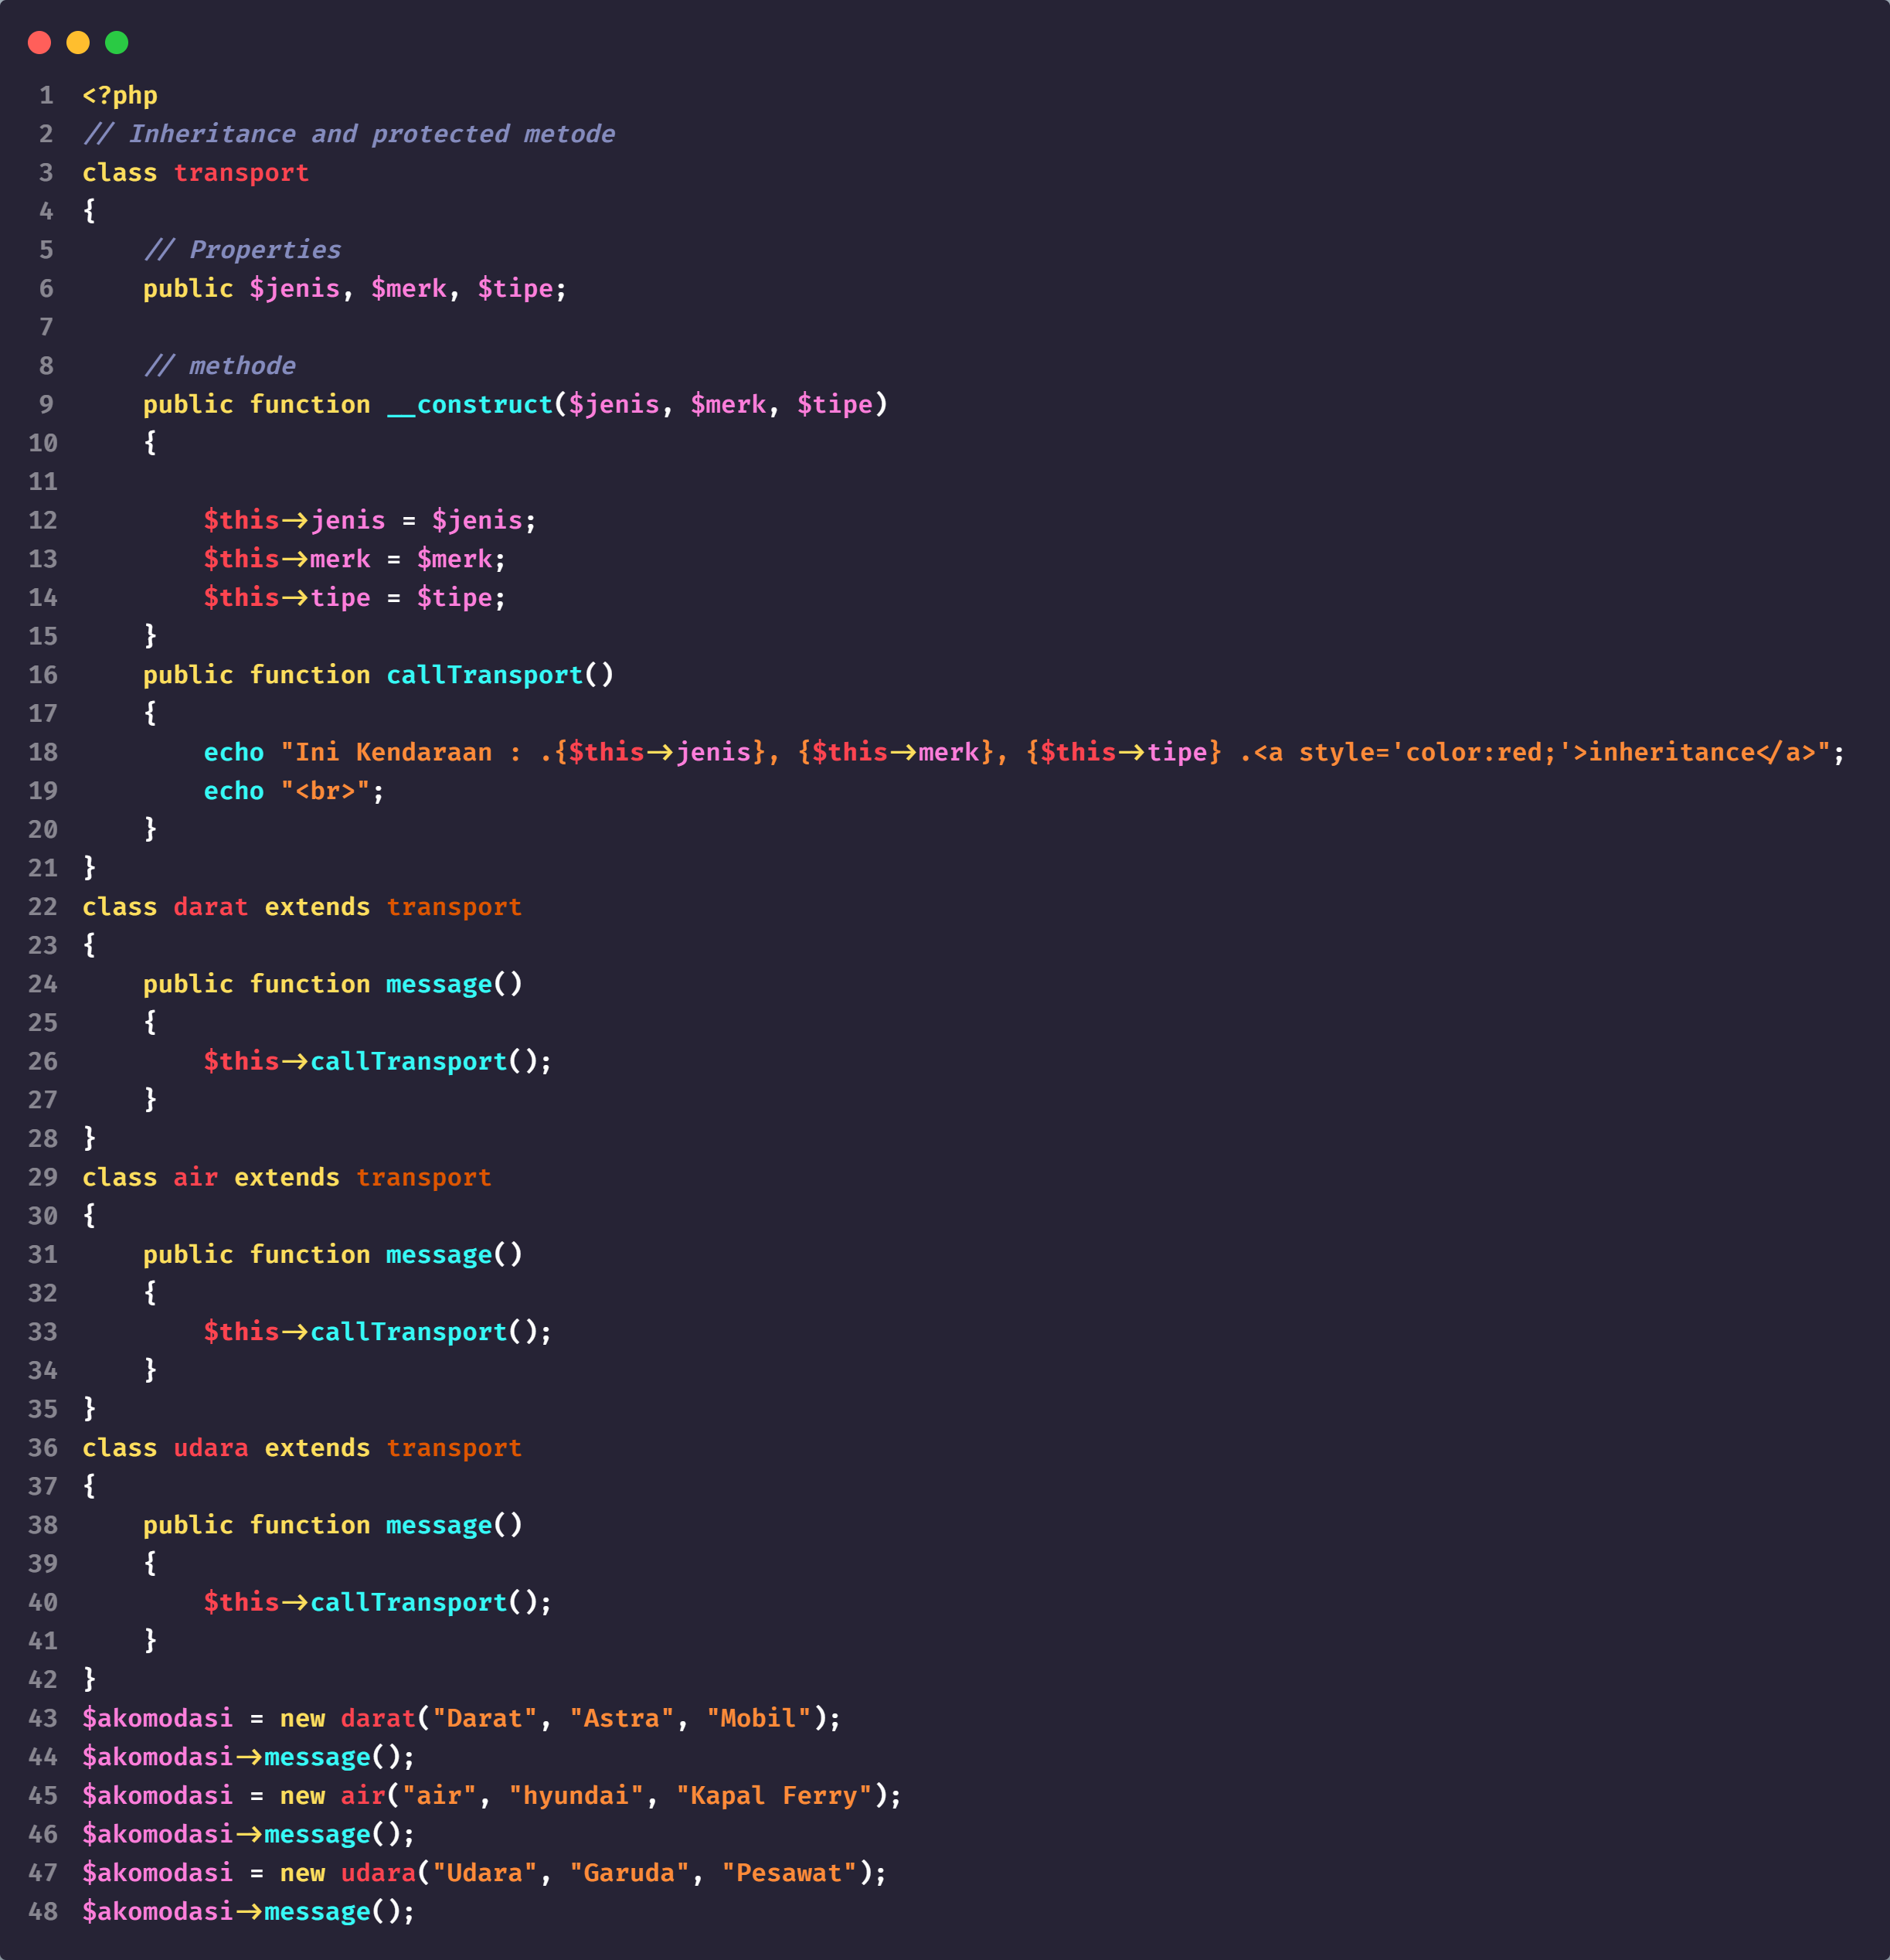 1 <?php
2 // Inheritance and protected metode
3 class transport
4 {
5     // Properties
6     public $jenis, $merk, $tipe;
7
8     // methode
9     public function __construct($jenis, $merk, $tipe)
10     {
11
12         $this->jenis = $jenis;
13         $this->merk = $merk;
14         $this->tipe = $tipe;
15     }
16     public function callTransport()
17     {
18         echo "Ini Kendaraan : .{$this->jenis}, {$this->merk}, {$this->tipe} .<a style='color:red;'>inheritance</a>";
19         echo "<br>";
20     }
21 }
22 class darat extends transport
23 {
24     public function message()
25     {
26         $this->callTransport();
27     }
28 }
29 class air extends transport
30 {
31     public function message()
32     {
33         $this->callTransport();
34     }
35 }
36 class udara extends transport
37 {
38     public function message()
39     {
40         $this->callTransport();
41     }
42 }
43 $akomodasi = new darat("Darat", "Astra", "Mobil");
44 $akomodasi->message();
45 $akomodasi = new air("air", "hyundai", "Kapal Ferry");
46 $akomodasi->message();
47 $akomodasi = new udara("Udara", "Garuda", "Pesawat");
48 $akomodasi->message();